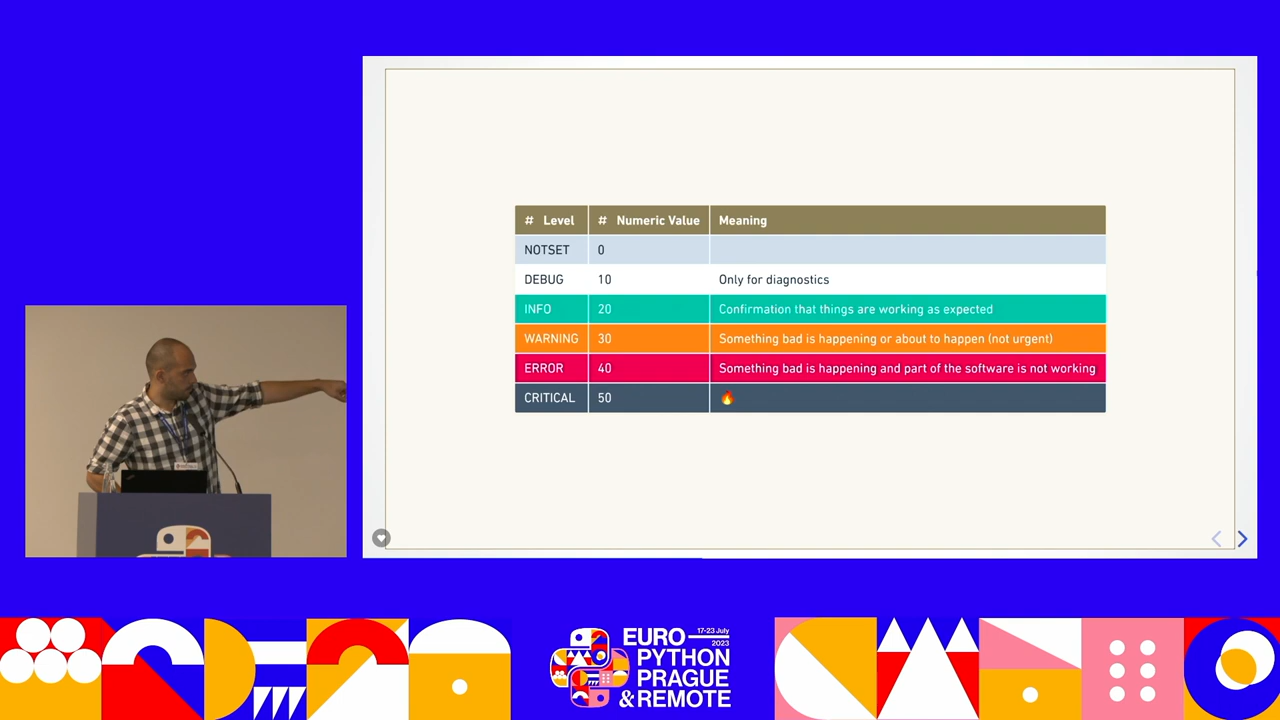 # Level # Numeric Value Meaning
NOTSET 0
DEBUG 10 Only for diagnostics
INFO 20 Confirmation that things are working as expected
WARNING 30 Something bad is happening or about to happen (not urgent)
ERROR 40 Something bad is happening and part of the software is not working
CRITICAL 50 🔥
EURO 17-23 July 2023
PYTHON
PRAGUE
& REMOTE